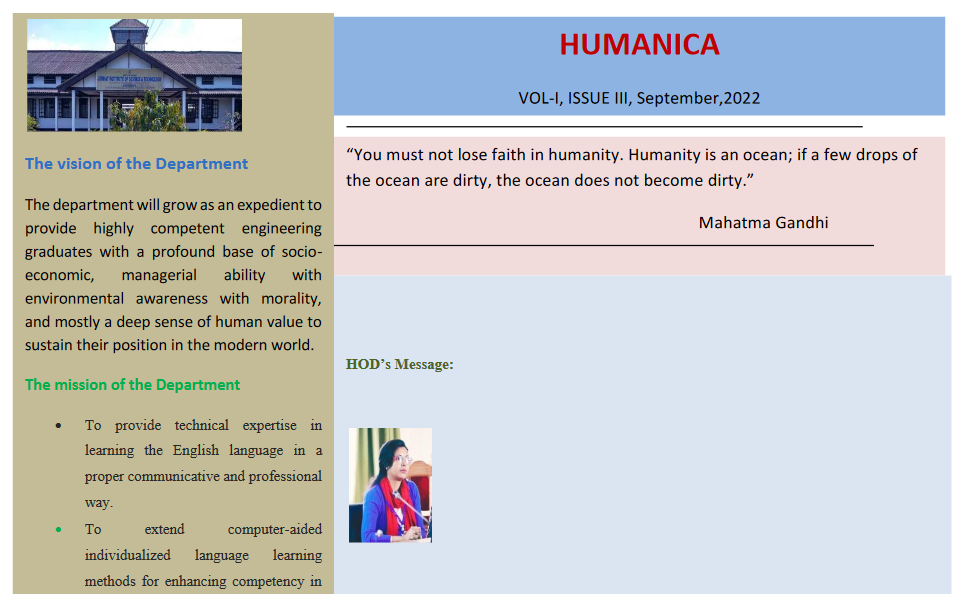 The vision of the Department
The department will grow as an expedient to
provide highly competent engineering
graduates with a profound base of socio-
economic, managerial ability with
environmental awareness with morality,
and mostly a deep sense of human value to
sustain their position in the modern world.
The mission of the Department
• To provide technical expertise in
learning the English language in a
proper communicative and professional
way.
• To extend computer-aided
individualized language learning
methods for enhancing competency in
HUMANICA
VOL-I, ISSUE III, September,2022
“You must not lose faith in humanity. Humanity is an ocean; if a few drops of
the ocean are dirty, the ocean does not become dirty.”
Mahatma Gandhi
HOD’s Message: